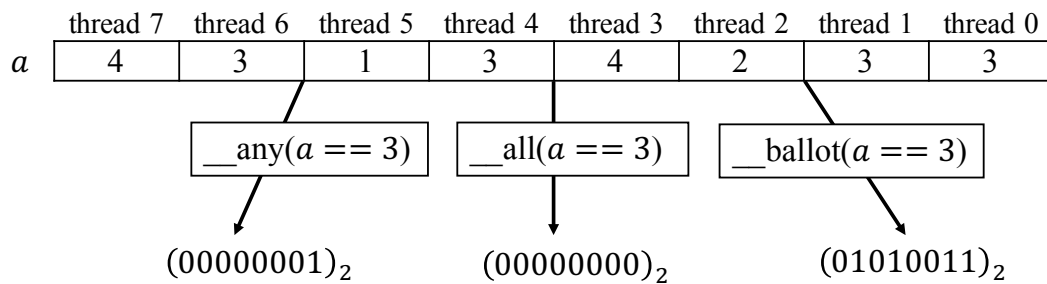 thread 7 thread 6 thread 5 thread 4 thread 3 thread 2 thread 1 thread 0
a 4 3 1 3 4 2 3 3
__any(a == 3) __all(a == 3) __ballot(a == 3)
(00000001)₂ (00000000)₂ (01010011)₂